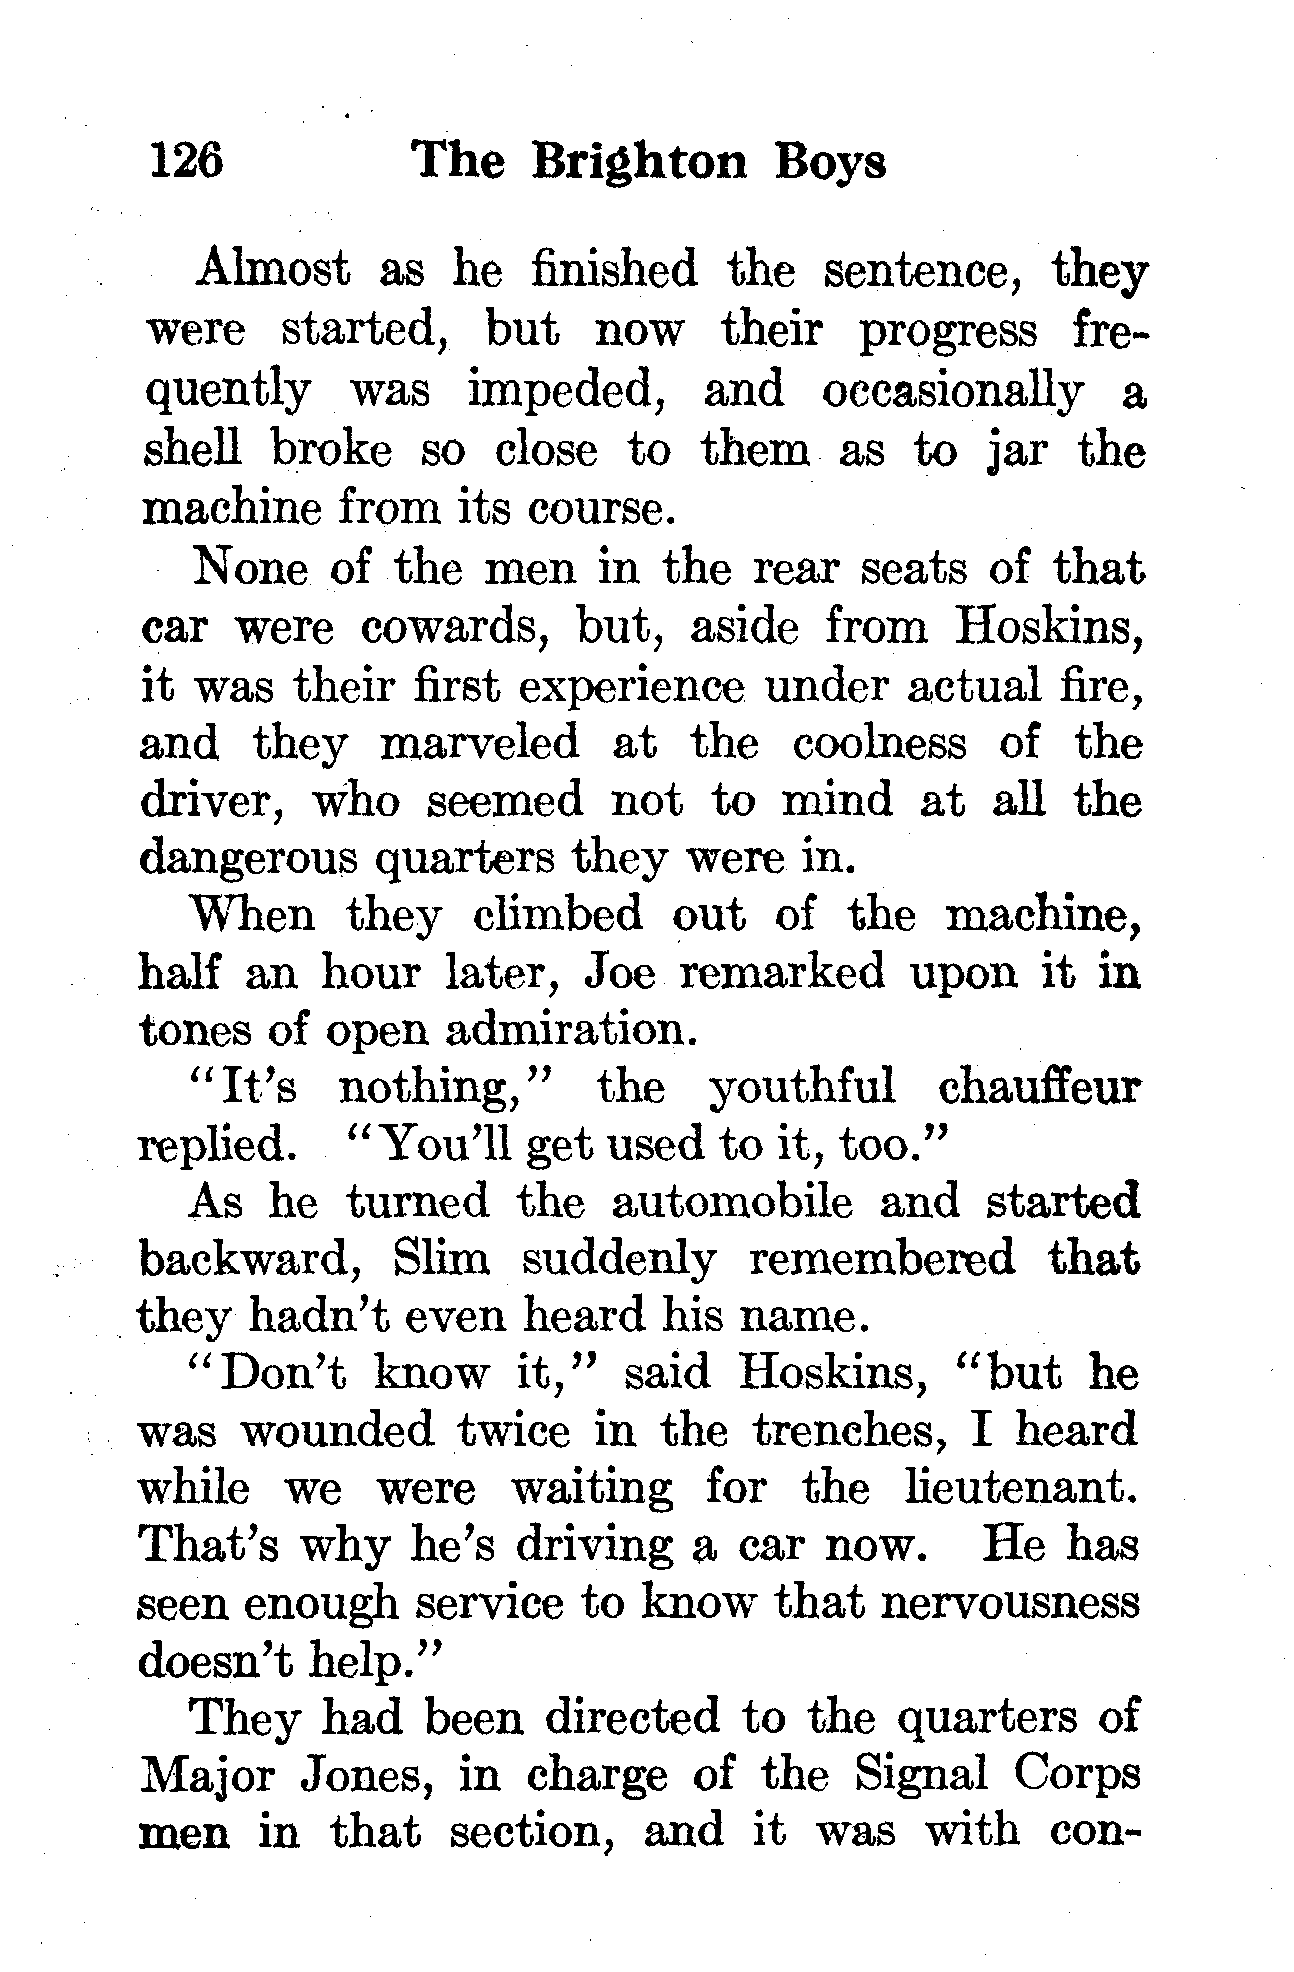 126 The Brighton Boys
Almost as he finished the sentence, they
were started, but now their progress fre-
quently was impeded, and occasionally a
shell broke so close to them as to jar the
machine from its course.
None of the men in the rear seats of that
car were cowards, but, aside from Hoskins,
it was their first experience under actual fire,
and they marveled at the coolness of the
driver, who seemed not to mind at all the
dangerous quarters they were in.
When they climbed out of the machine,
half an hour later, Joe remarked upon it in
tones of open admiration.
"It's nothing," the youthful chauffeur
replied. "You'll get used to it, too."
As he turned the automobile and started
backward, Slim suddenly remembered that
they hadn't even heard his name.
"Don't know it," said Hoskins, "but he
was wounded twice in the trenches, I heard
while we were waiting for the lieutenant.
That's why he's driving a car now. He has
seen enough service to know that nervousness
doesn't help."
They had been directed to the quarters of
Major Jones, in charge of the Signal Corps
men in that section, and it was with con-